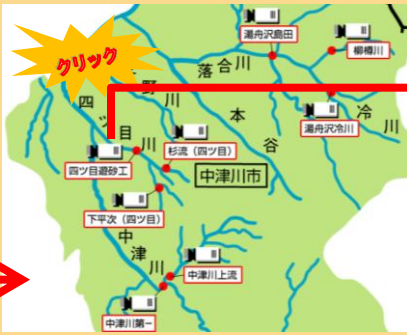 クリック
湯舟沢島田
柳樽川
落合川
湯舟沢冷川
冷川
本谷
野川
四ツ目川
杉流(四ツ目)
四ツ目遊砂工
中津川市
下平次(四ツ目)
中津川
中津川上流
中津川第一